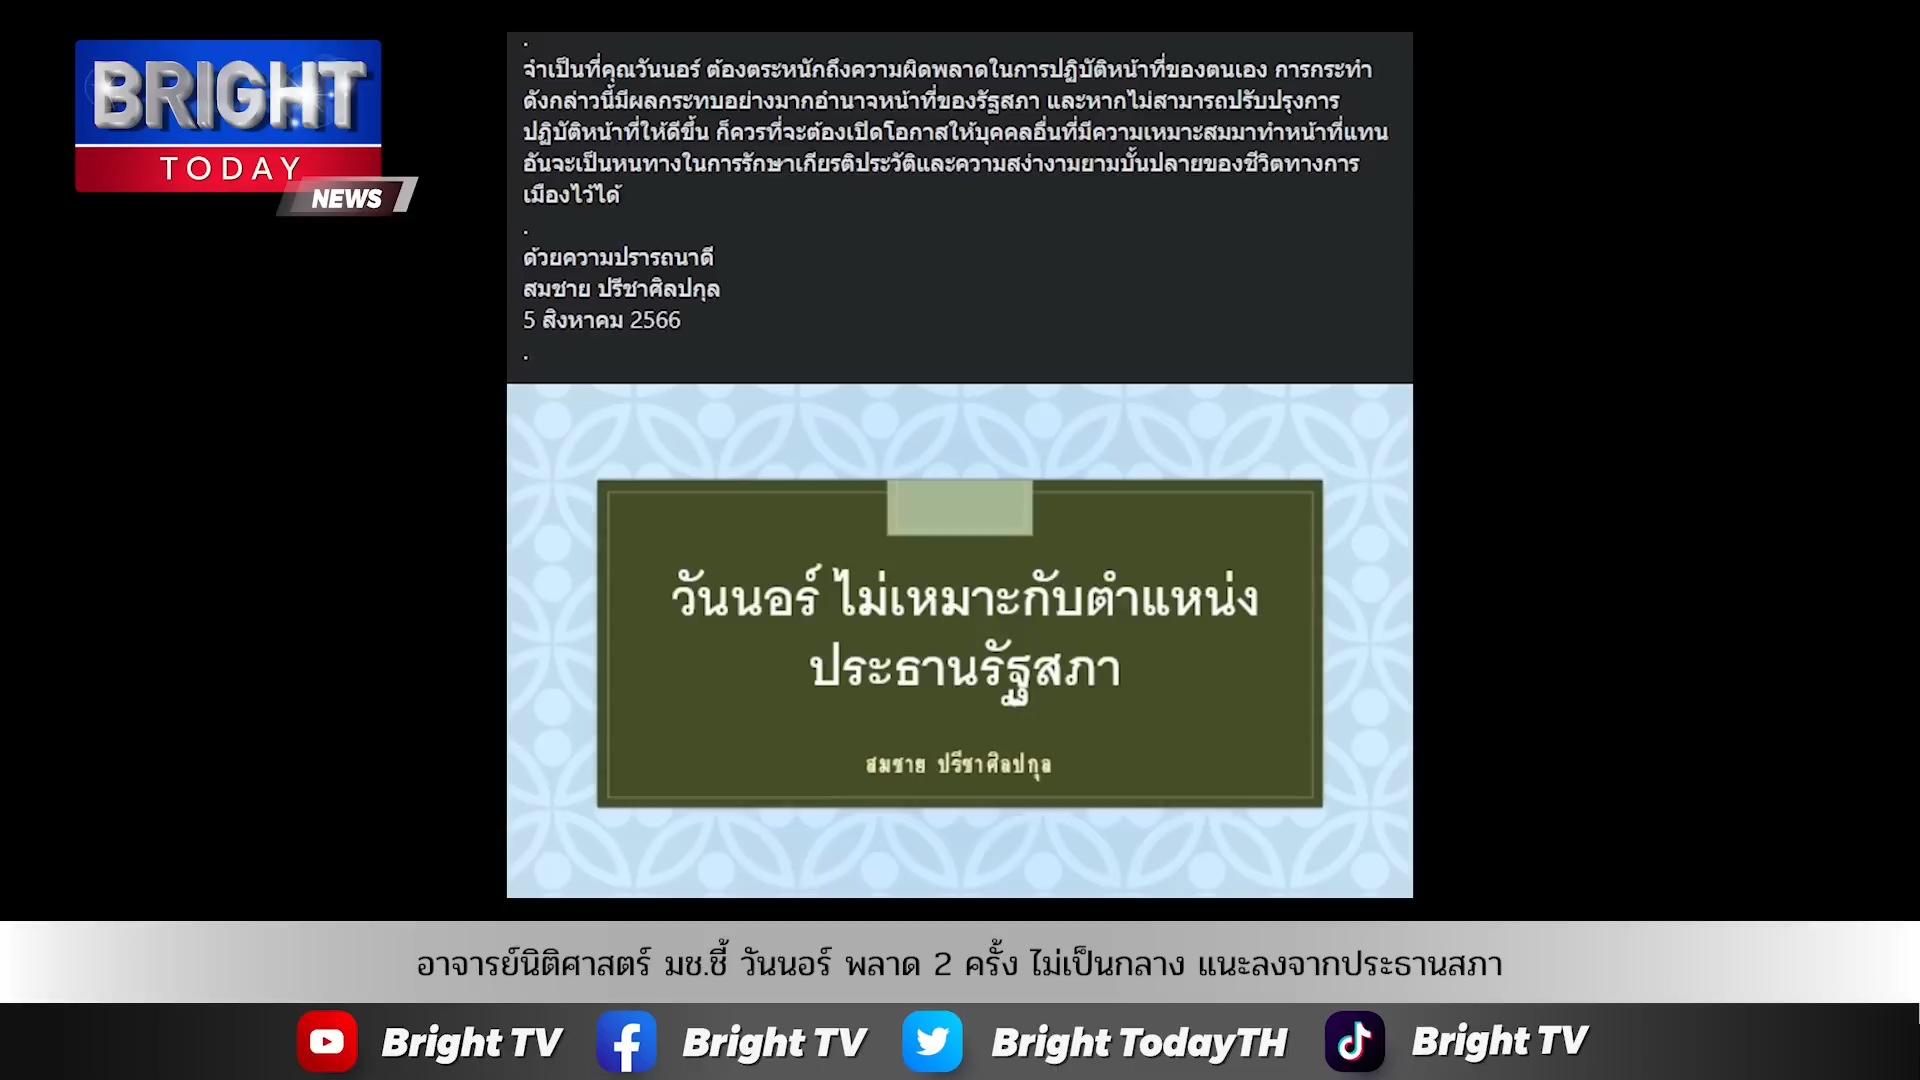 BRIGHT
TODAY
NEWS
.
จำเป็นที่คุณวันนอร์ ต้องตระหนักถึงความผิดพลาดในการปฏิบัติหน้าที่ของตนเอง การกระทำ
ดังกล่าวนี้มีผลกระทบอย่างมากอำนาจหน้าที่ของรัฐสภา และหากไม่สามารถปรับปรุงการ
ปฏิบัติหน้าที่ให้ดีขึ้น ก็ควรที่จะต้องเปิดโอกาสให้บุคคลอื่นที่มีความเหมาะสมมาทำหน้าที่แทน
อันจะเป็นหนทางในการรักษาเกียรติประวัติและความสง่างามยามบั้นปลายของชีวิตทางการ
เมืองไว้ได้
.
ด้วยความปรารถนาดี
สมชาย ปรีชาศิลปกุล
5 สิงหาคม 2566
.
วันนอร์ ไม่เหมาะกับตำแหน่ง
ประธานรัฐสภา
สมชาย ปรีชาศิลปกุล
อาจารย์นิติศาสตร์ มช.ชี้ วันนอร์ พลาด 2 ครั้ง ไม่เป็นกลาง แนะลงจากประธานสภา
Bright TV Bright TV Bright TodayTH Bright TV